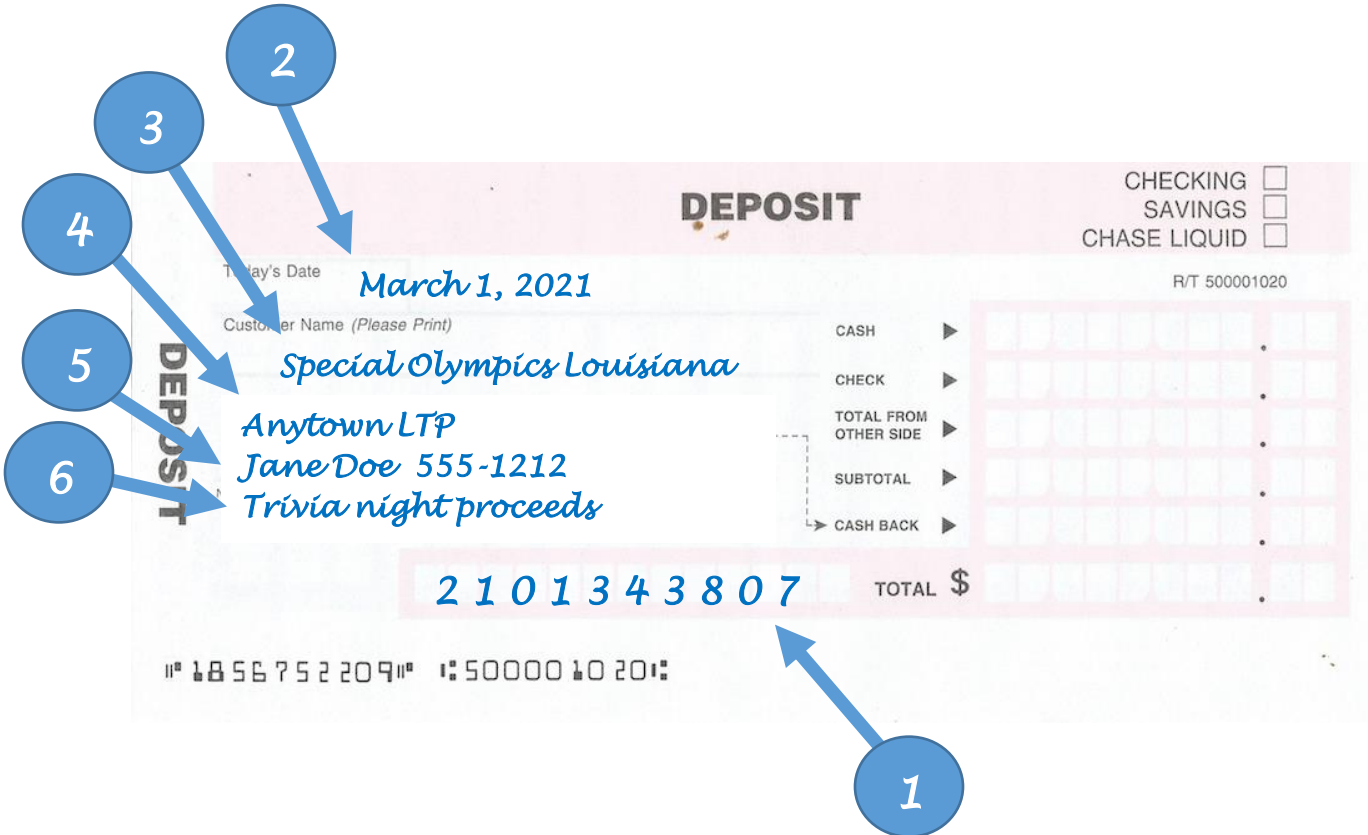 2
3
4
5
6
DEPOSIT
CHECKING
SAVINGS
CHASE LIQUID
Today's Date
March 1, 2021
R/T 500001020
Customer Name (Please Print)
Special Olympics Louisiana
DEPOSIT
Anytown LTP
Jane Doe 555-1212
Trivia night proceeds
CASH
CHECK
TOTAL FROM
OTHER SIDE
SUBTOTAL
CASH BACK
2 1 0 1 3 4 3 8 0 7
TOTAL $
⑈1856752209⑈ ⑆500001020⑆
1